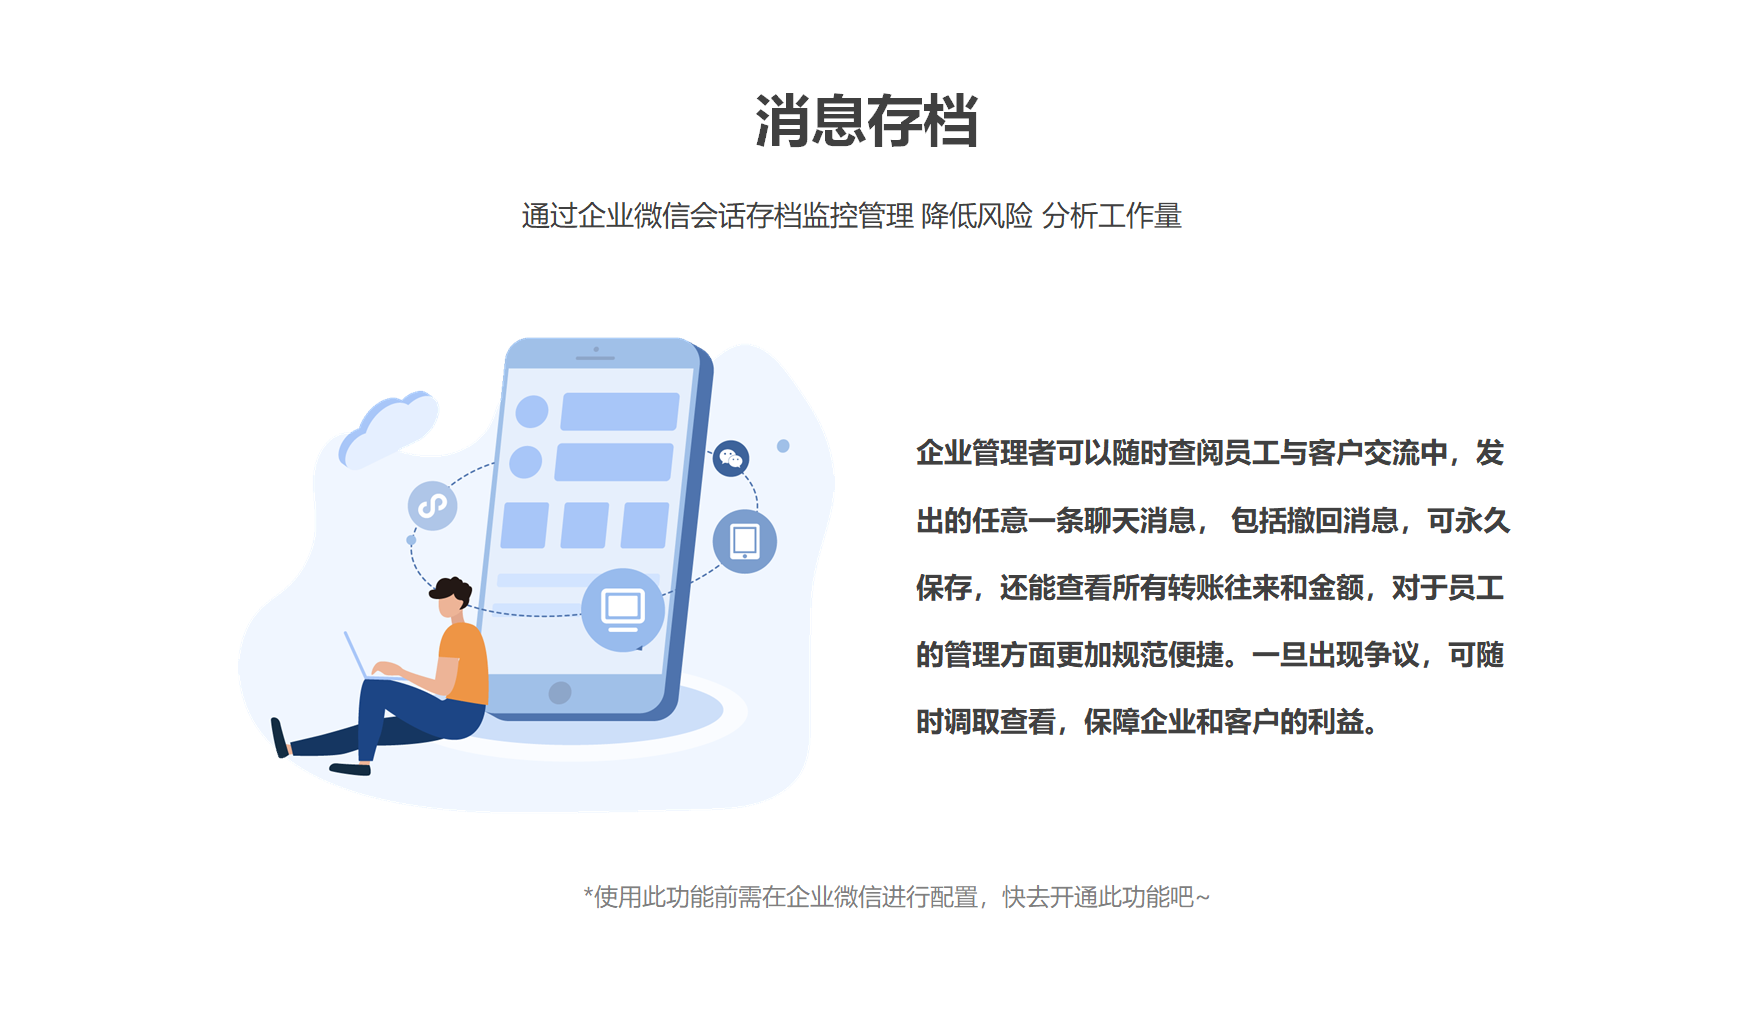 消息存档
通过企业微信会话存档监控管理 降低风险 分析工作量
企业管理者可以随时查阅员工与客户交流中，发
出的任意一条聊天消息， 包括撤回消息，可永久
保存，还能查看所有转账往来和金额，对于员工
的管理方面更加规范便捷。一旦出现争议，可随
时调取查看，保障企业和客户的利益。
*使用此功能前需在企业微信进行配置，快去开通此功能吧~